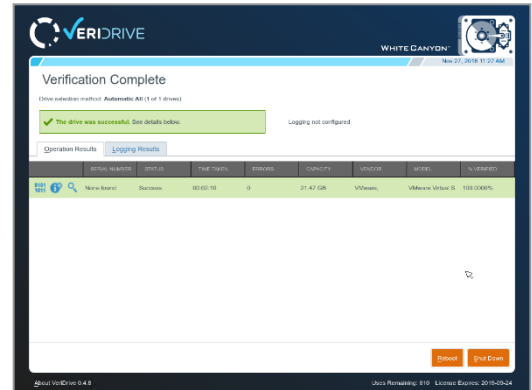 VERIDRIVE
WHITECANYON™
Nov 27, 2018 11:27 AM
Verification Complete
Drive selection method: Automatic All (1 of 1 drives)
The drive was successful. See details below.
Logging not configured
Operation Results
Logging Results
SERIAL NUMBER STATUS TIME TAKEN ERRORS CAPACITY VENDOR MODEL % VERIFIED
None found Success 00:02:10 0 21.47 GB VMware, VMware Virtual S 100.0000%
Reboot
Shut Down
About VeriDrive 0.4.8
Uses Remaining: 810 License Expires: 2019-09-24